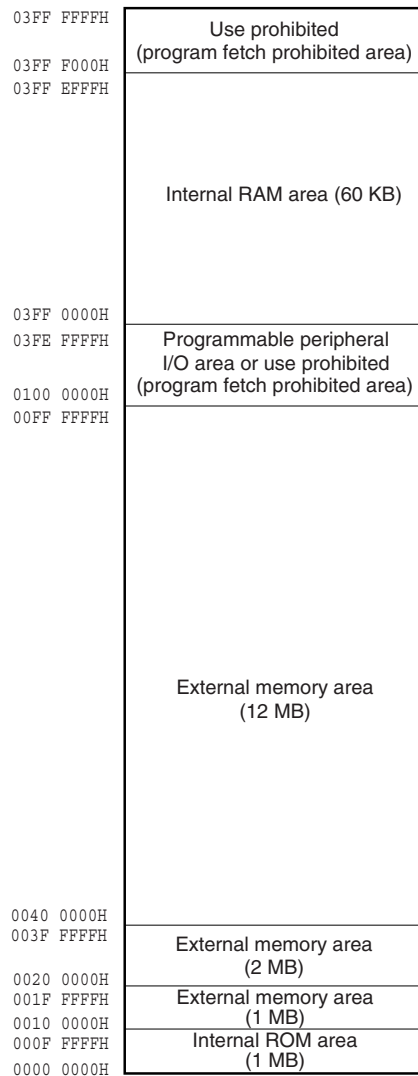 03FF FFFFH
Use prohibited
(program fetch prohibited area)
03FF F000H
03FF EFFFH
Internal RAM area (60 KB)
03FF 0000H
03FE FFFFH
Programmable peripheral
I/O area or use prohibited
(program fetch prohibited area)
0100 0000H
00FF FFFFH
External memory area
(12 MB)
0040 0000H
003F FFFFH
External memory area
(2 MB)
0020 0000H
001F FFFFH
External memory area
(1 MB)
0010 0000H
000F FFFFH
Internal ROM area
(1 MB)
0000 0000H